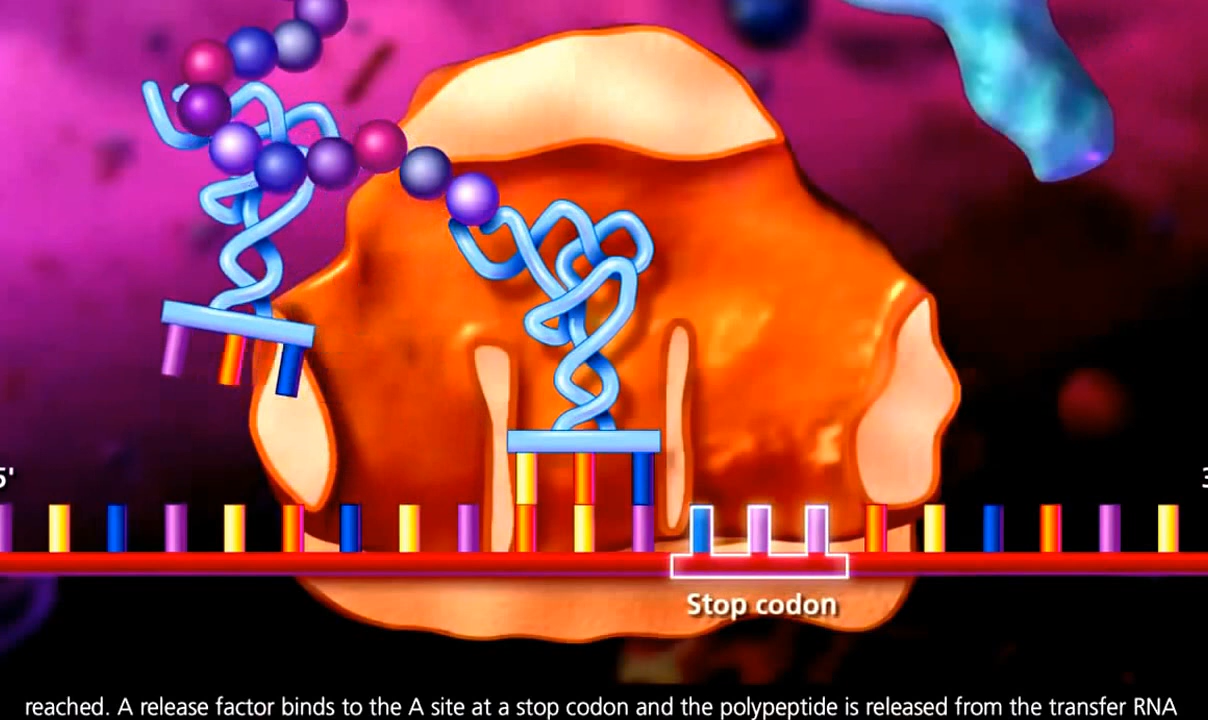 5'
3
Stop codon
reached. A release factor binds to the A site at a stop codon and the polypeptide is released from the transfer RNA